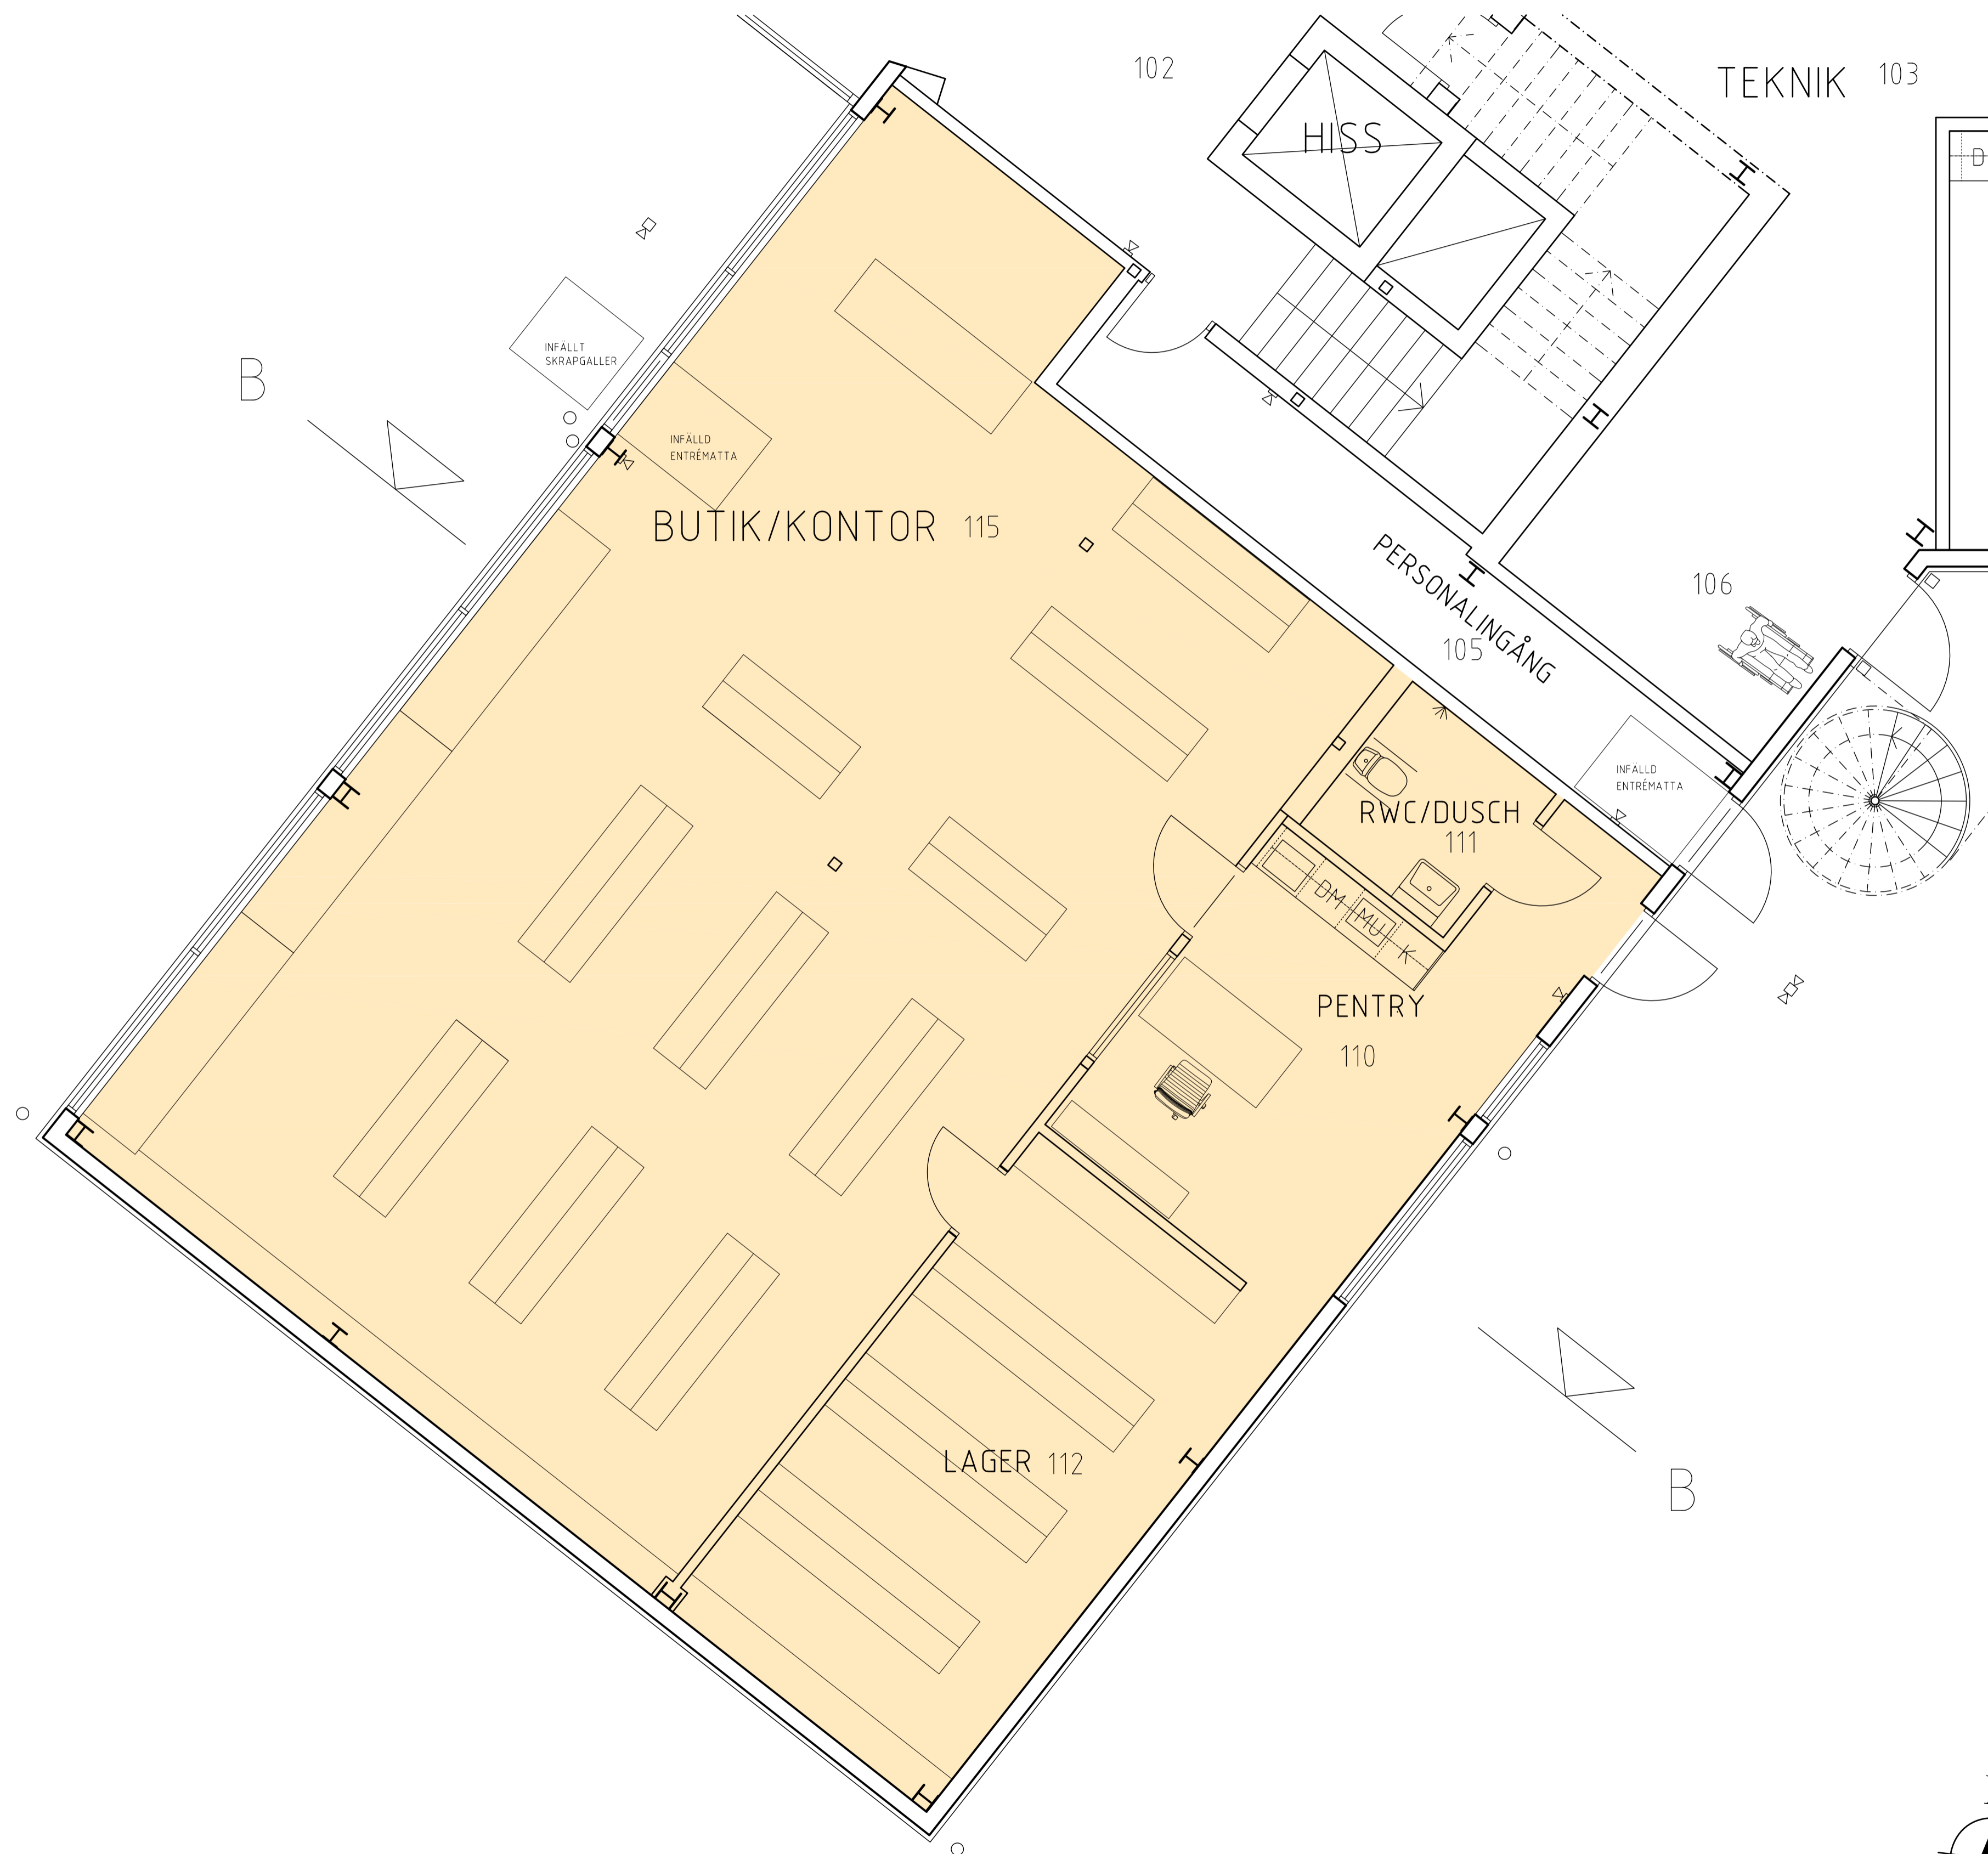 102
TEKNIK 103
HISS
D
INFÄLLT
SKRAPGALLER
B
INFÄLLD
ENTRÉMATTA
BUTIK/KONTOR 115
PERSONALINGÅNG
105
106
INFÄLLD
ENTRÉMATTA
RWC/DUSCH
111
DM MU K
PENTRY
110
LAGER 112
B